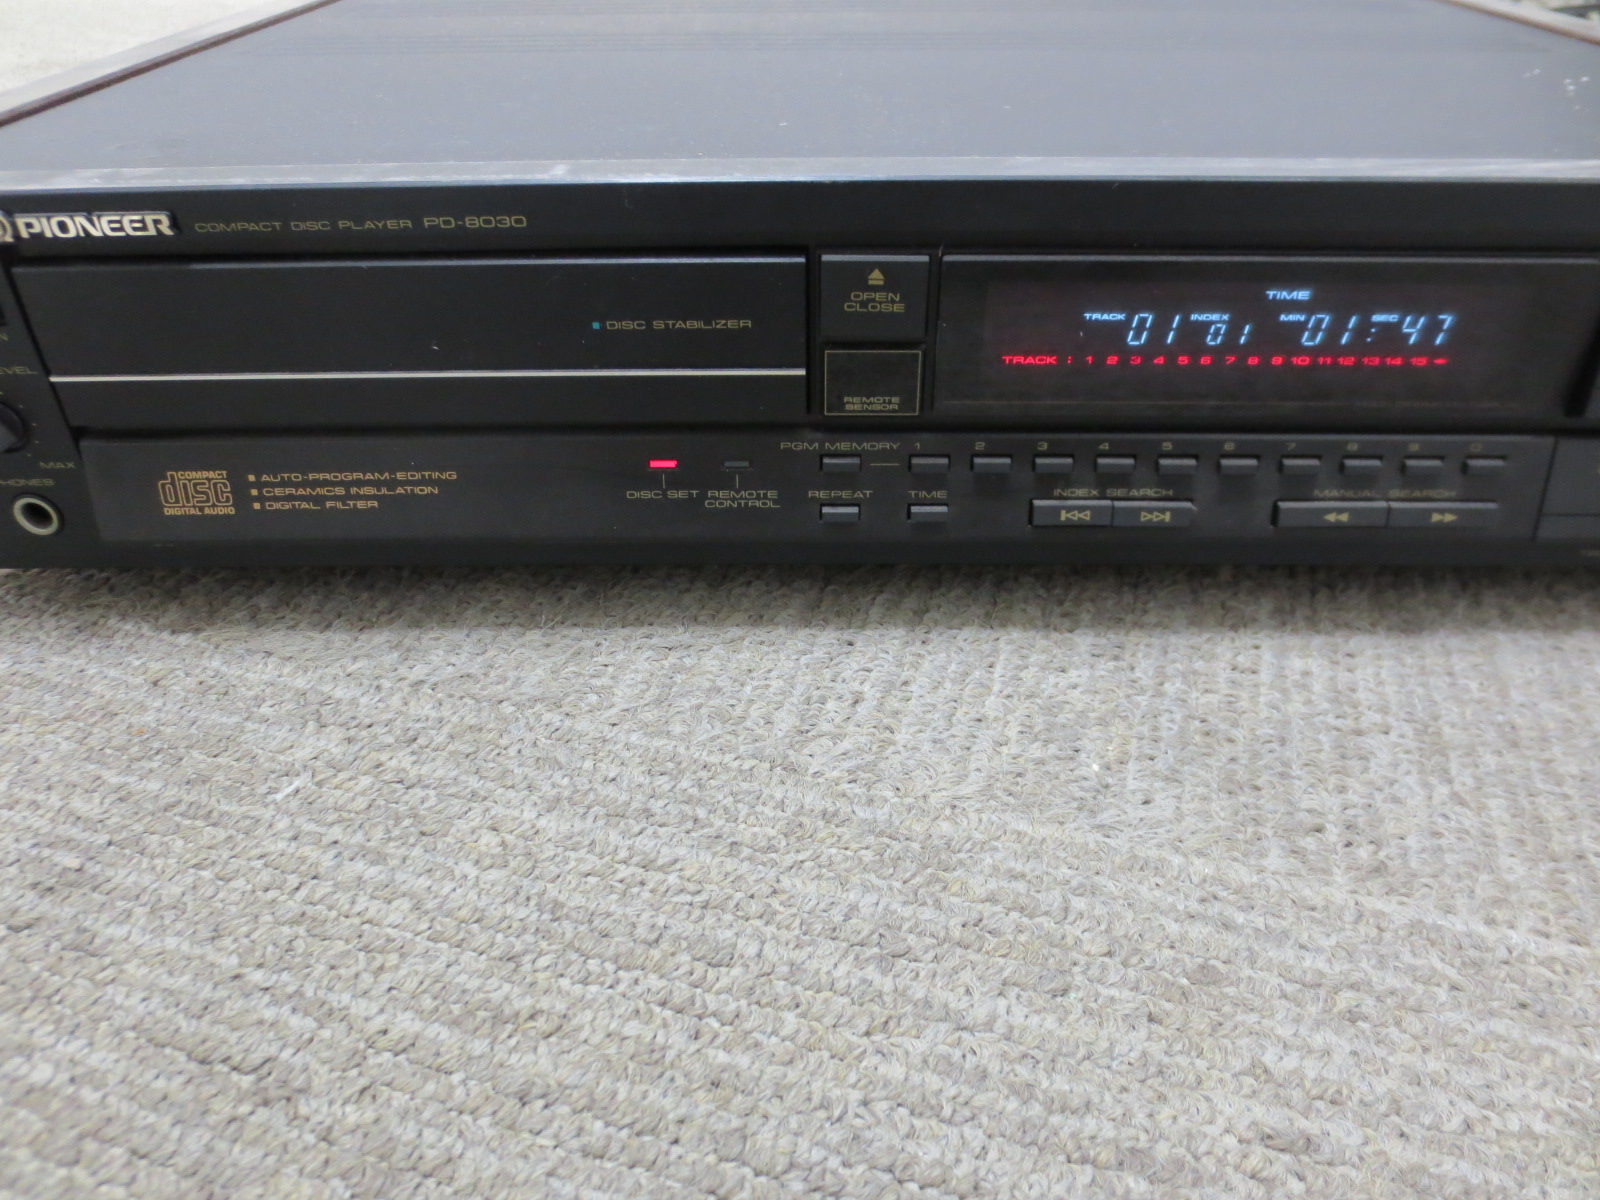 PIONEER COMPACT DISC PLAYER PD-8030
DISC STABILIZER
OPEN
CLOSE
REMOTE
SENSOR
TIME
TRACK 01 INDEX 01 MIN 01: SEC 47
TRACK : 1 2 3 4 5 6 7 8 9 10 11 12 13 14 15
MAX
COMPACT
disc
DIGITAL AUDIO
AUTO-PROGRAM-EDITING
CERAMICS INSULATION
DIGITAL FILTER
DISC SET
REMOTE
CONTROL
PGM MEMORY 1 2 3 4 5 6 7 8 9 0
REPEAT
TIME
INDEX SEARCH
MANUAL SEARCH